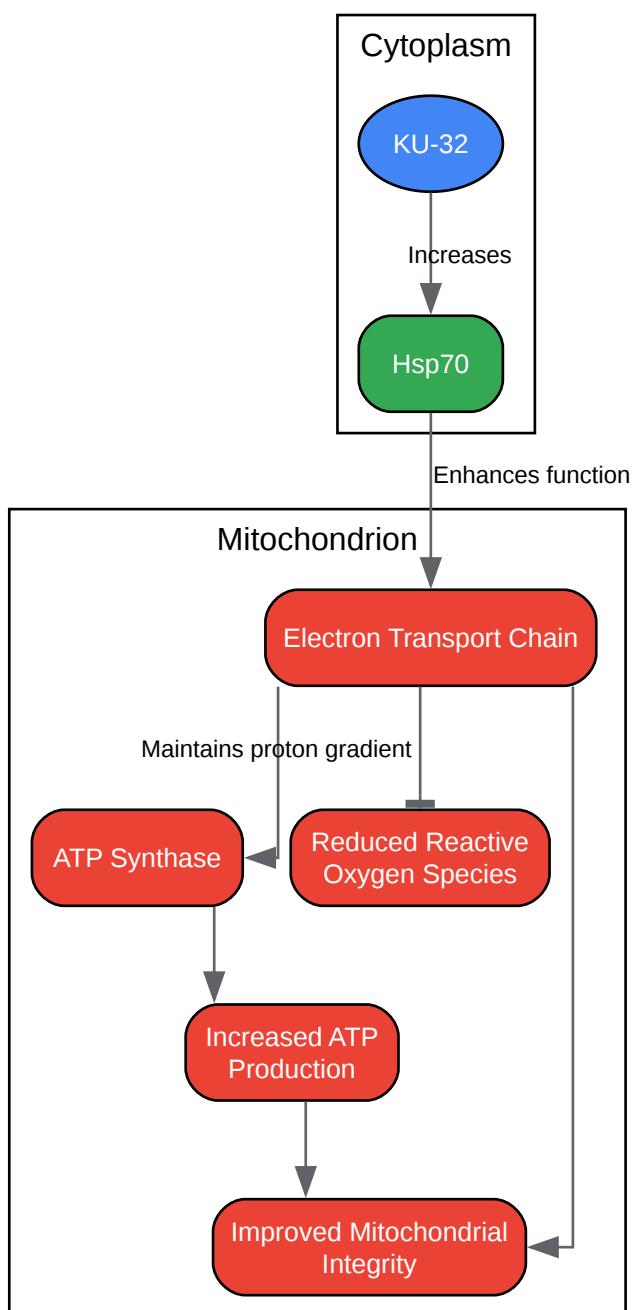 Cytoplasm
KU-32
Increases
Hsp70
Enhances function
Mitochondrion
Electron Transport Chain
Maintains proton gradient
ATP Synthase
Reduced Reactive
Oxygen Species
Increased ATP
Production
Improved Mitochondrial
Integrity